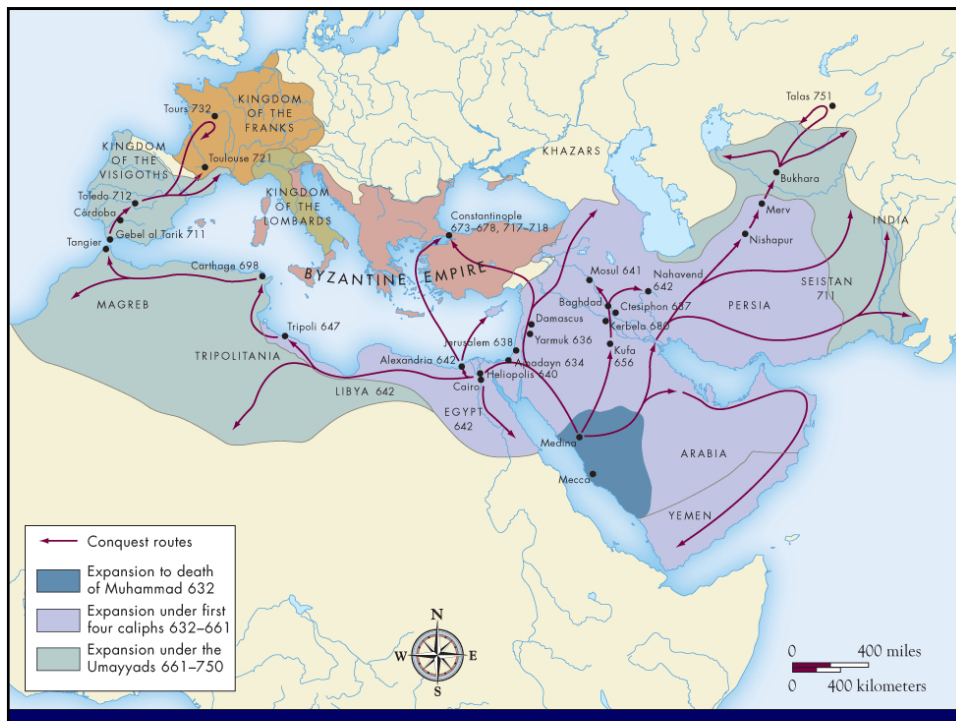 Talas 751
Tours 732
KINGDOM
OF THE
FRANKS
KINGDOM
OF THE
VISIGOTHS
Toulouse 721
KHAZARS
Bukhara
Toledo 712
Córdoba
Gebel al Tarik 711
Tangier
KINGDOM
OF THE
LOMBARDS
Constantinople
673–678, 717–718
Merv
INDIA
Nishapur
BYZANTINE EMPIRE
Carthage 698
Mosul 641
Nahavend
642
MAGREB
SEISTAN
711
Baghdad
Ctesiphon 637
PERSIA
Damascus
Kerbela 680
Tripoli 647
Yarmuk 636
Jerusalem 638
Kufa
656
TRIPOLITANIA
Alexandria 642
Ajnadayn 634
Heliopolis 640
Cairo
LIBYA 642
EGYPT
642
Medina
ARABIA
Mecca
YEMEN
Conquest routes
Expansion to death
of Muhammad 632
Expansion under first
four caliphs 632–661
Expansion under the
Umayyads 661–750
N
W E
S
0 400 miles
0 400 kilometers